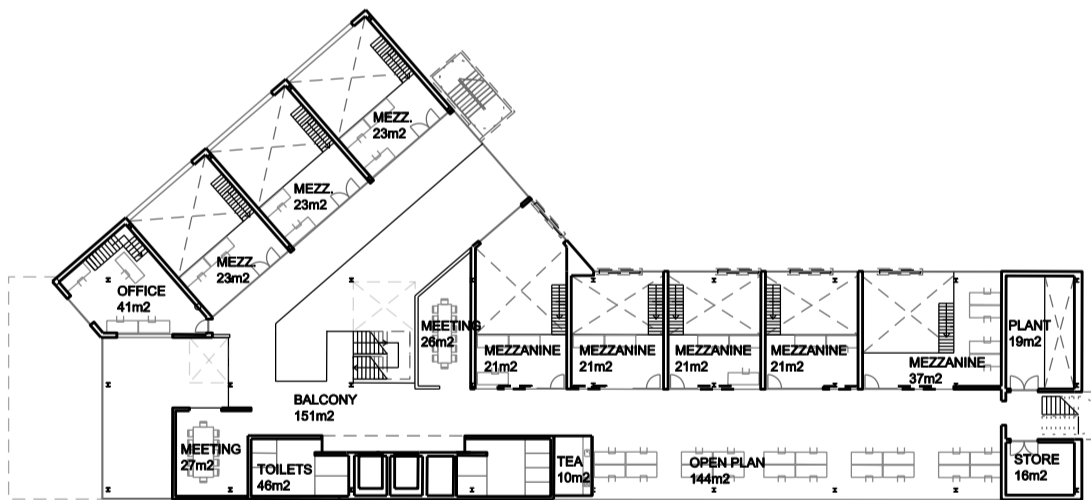 MEZZ.
23m2
MEZZ.
23m2
MEZZ.
23m2
OFFICE
41m2
MEETING
26m2
MEZZANINE
21m2
MEZZANINE
21m2
MEZZANINE
21m2
MEZZANINE
21m2
MEZZANINE
37m2
PLANT
19m2
BALCONY
151m2
MEETING
27m2
TOILETS
46m2
TEA
10m2
OPEN PLAN
144m2
STORE
16m2